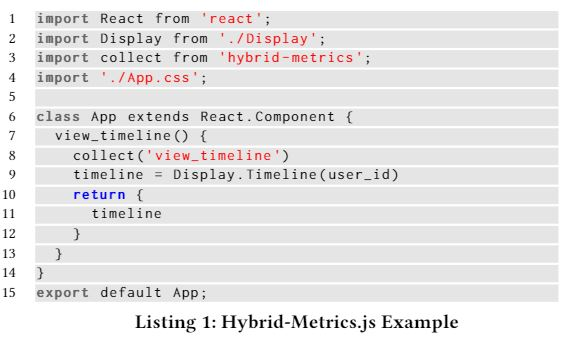 1 import React from 'react';
2 import Display from './Display';
3 import collect from 'hybrid-metrics';
4 import './App.css';
5
6 class App extends React.Component {
7   view_timeline() {
8     collect('view_timeline')
9     timeline = Display.Timeline(user_id)
10     return {
11       timeline
12     }
13   }
14 }
15 export default App;
Listing 1: Hybrid-Metrics.js Example